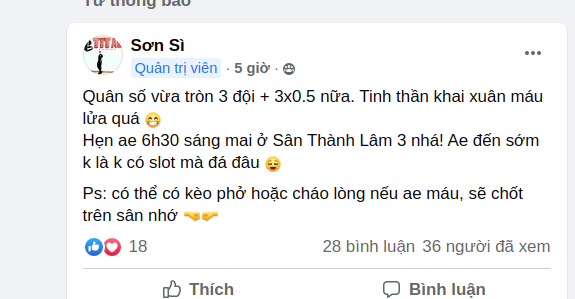 Từ thông báo
Sơn Sì
Quản trị viên · 5 giờ ·
Quân số vừa tròn 3 đội + 3x0.5 nữa. Tinh thần khai xuân máu
lửa quá 😁
Hẹn ae 6h30 sáng mai ở Sân Thành Lâm 3 nhá! Ae đến sớm
k là k có slot mà đá đâu 😌
Ps: có thể có kèo phở hoặc cháo lòng nếu ae máu, sẽ chốt
trên sân nhớ 🤜🤛
18
28 bình luận 36 người đã xem
Thích
Bình luận